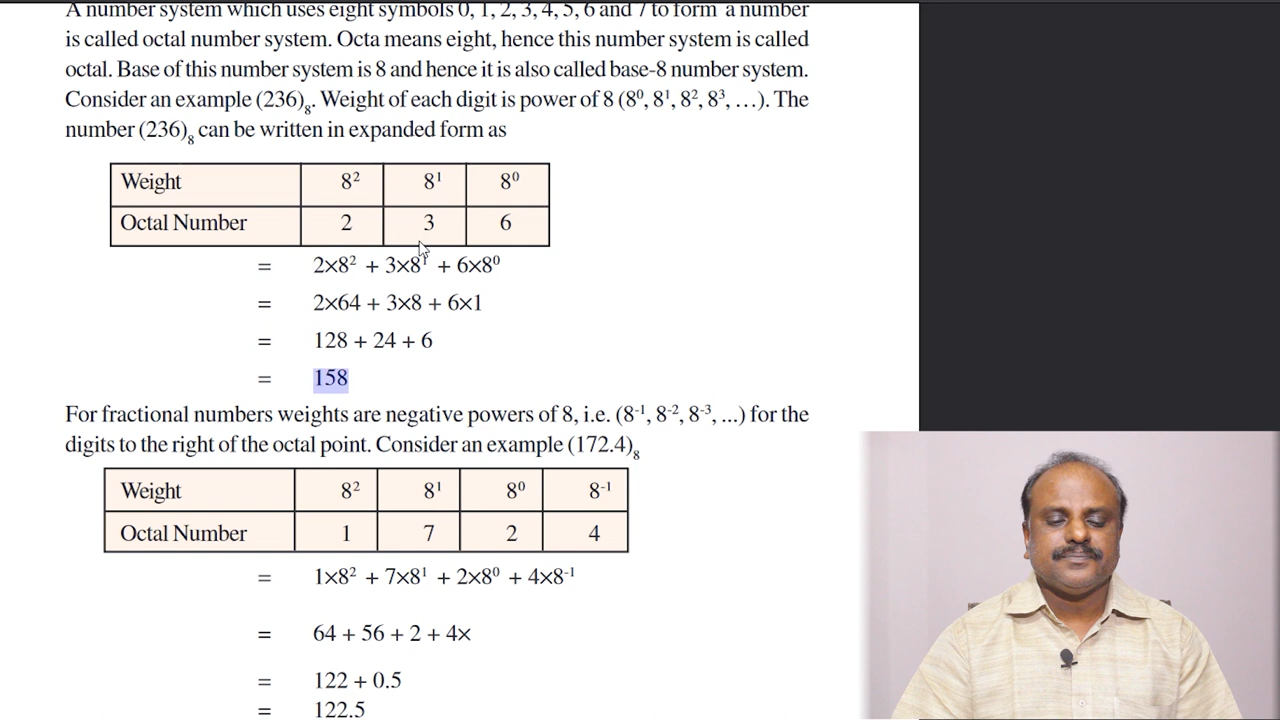 A number system which uses eight symbols 0, 1, 2, 3, 4, 5, 6 and 7 to form a number
is called octal number system. Octa means eight, hence this number system is called
octal. Base of this number system is 8 and hence it is also called base-8 number system.
Consider an example (236)₈. Weight of each digit is power of 8 (8⁰, 8¹, 8², 8³, …). The
number (236)₈ can be written in expanded form as
Weight 8² 8¹ 8⁰
Octal Number 2 3 6
= 2×8² + 3×8¹ + 6×8⁰
= 2×64 + 3×8 + 6×1
= 128 + 24 + 6
= 158
For fractional numbers weights are negative powers of 8, i.e. (8⁻¹, 8⁻², 8⁻³, ...) for the
digits to the right of the octal point. Consider an example (172.4)₈
Weight 8² 8¹ 8⁰ 8⁻¹
Octal Number 1 7 2 4
= 1×8² + 7×8¹ + 2×8⁰ + 4×8⁻¹
= 64 + 56 + 2 + 4×
= 122 + 0.5
= 122.5